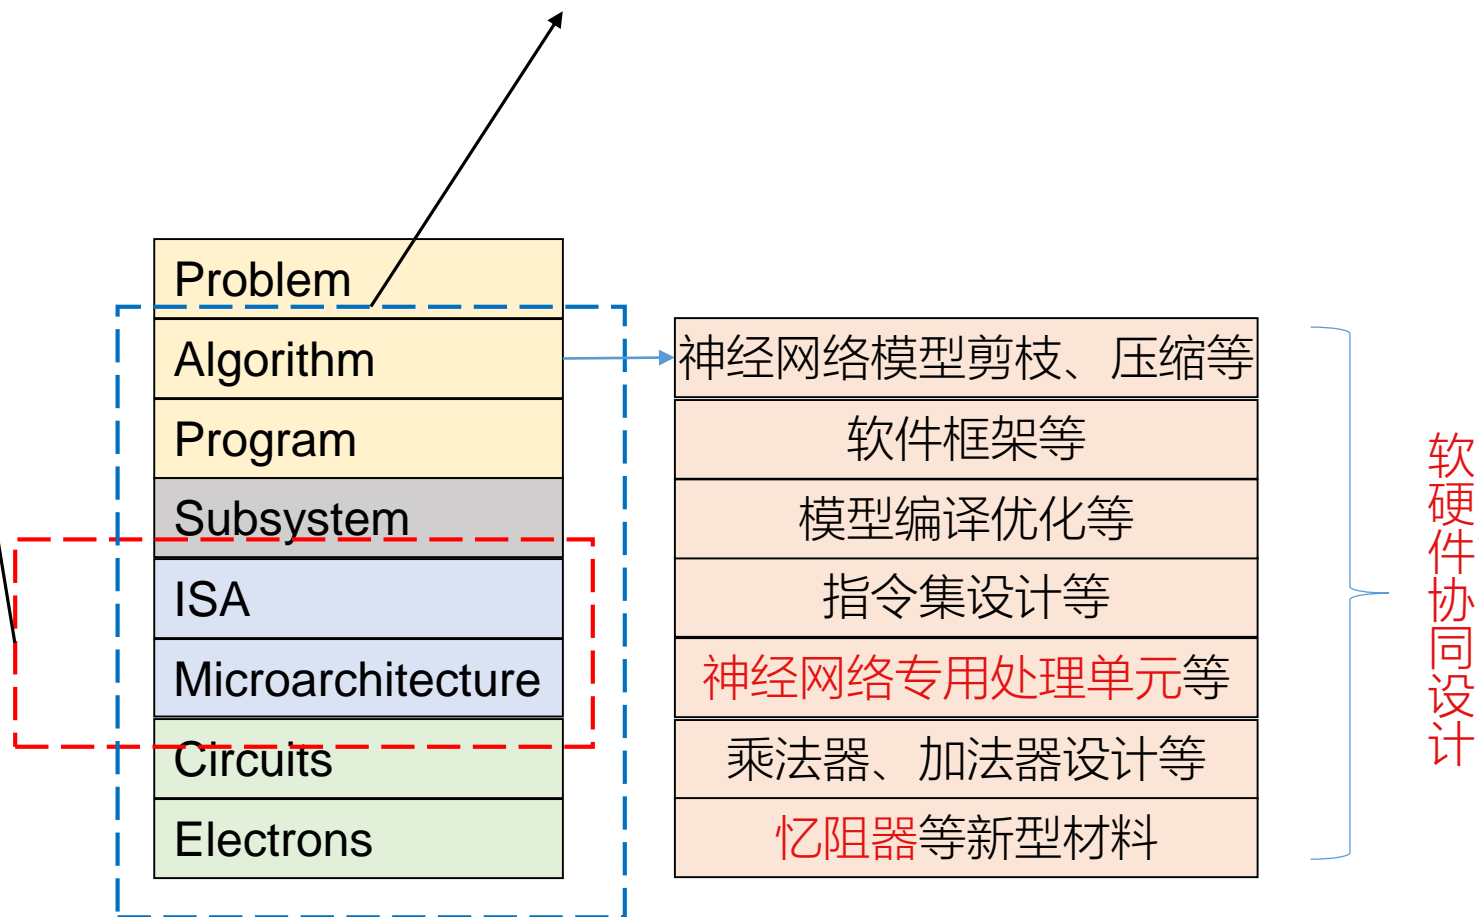 Problem
Algorithm
Program
Subsystem
ISA
Microarchitecture
Circuits
Electrons
神经网络模型剪枝、压缩等
软件框架等
模型编译优化等
指令集设计等
神经网络专用处理单元等
乘法器、加法器设计等
忆阻器等新型材料
软硬件协同设计